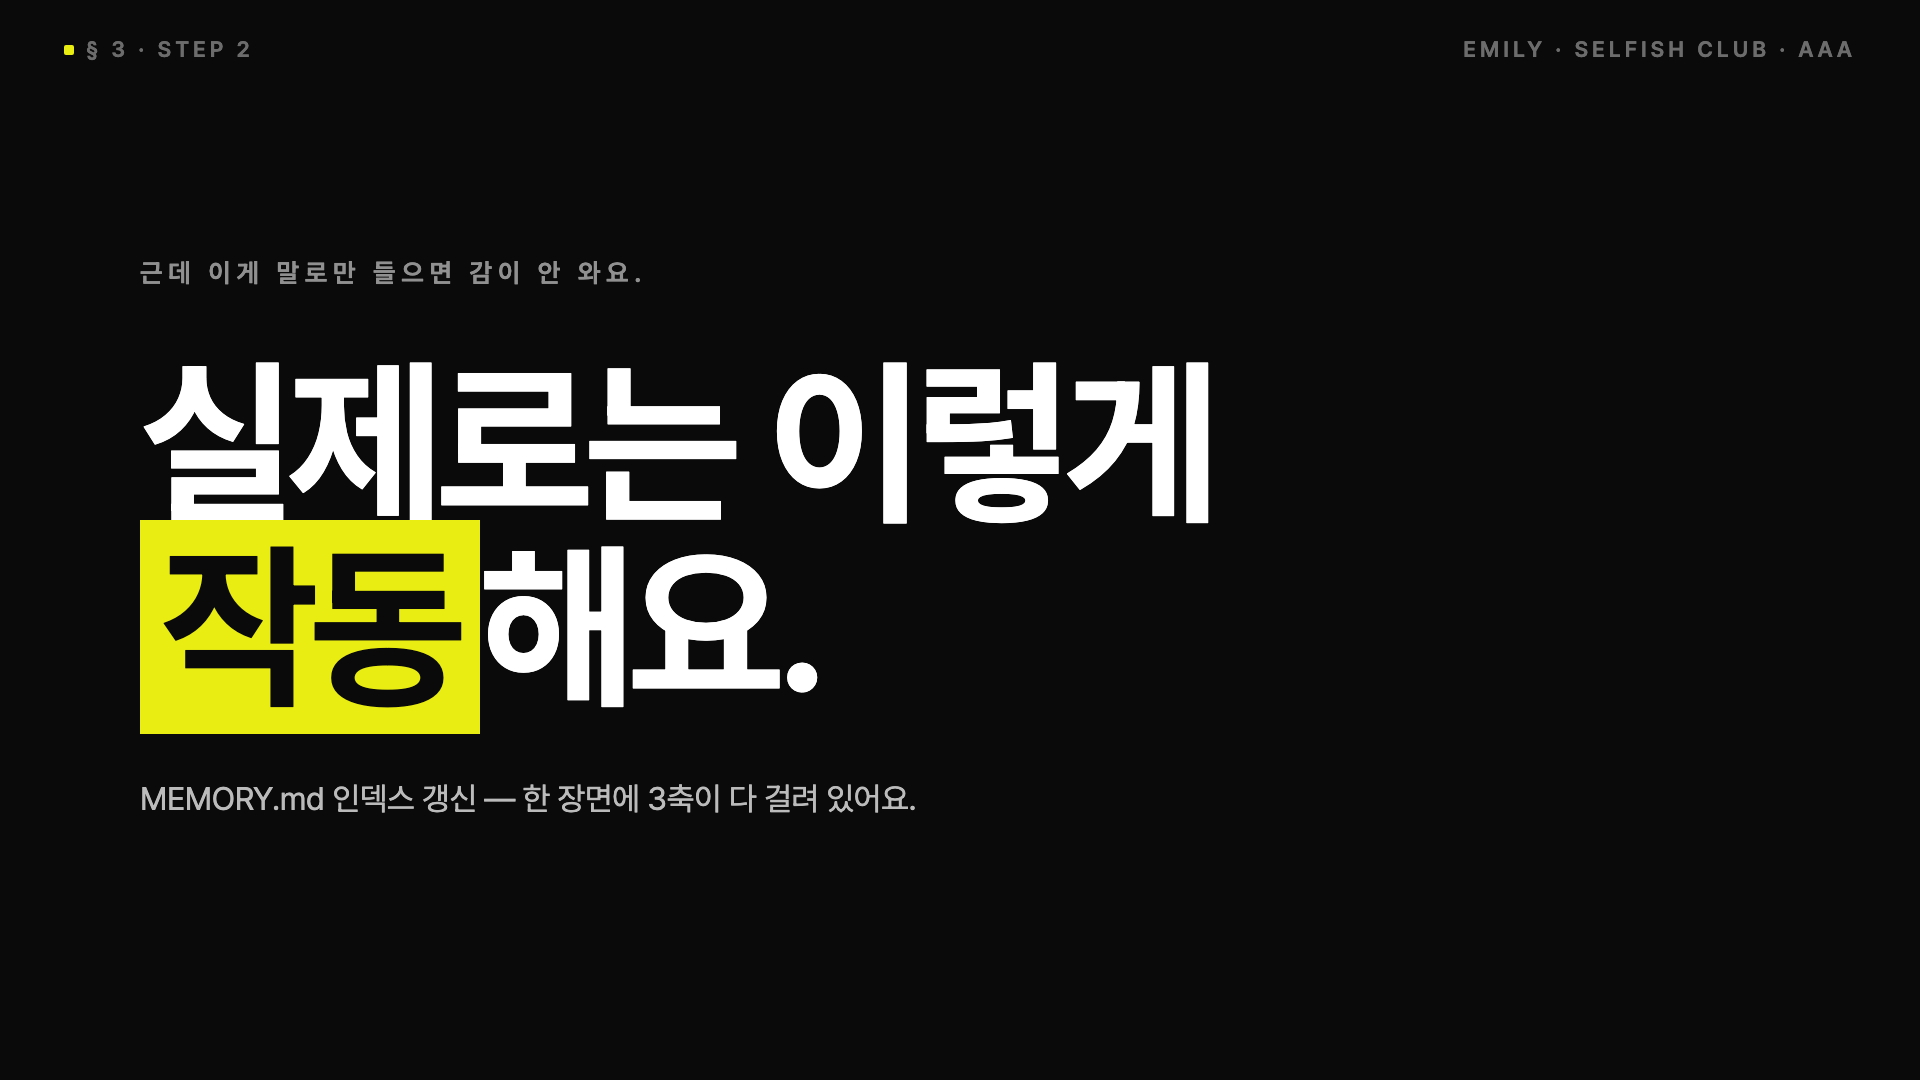 § 3 · STEP 2
EMILY · SELFISH CLUB · AAA
근데 이게 말로만 들으면 감이 안 와요.
실제로는 이렇게
작동해요.
MEMORY.md 인덱스 갱신 — 한 장면에 3축이 다 걸려 있어요.